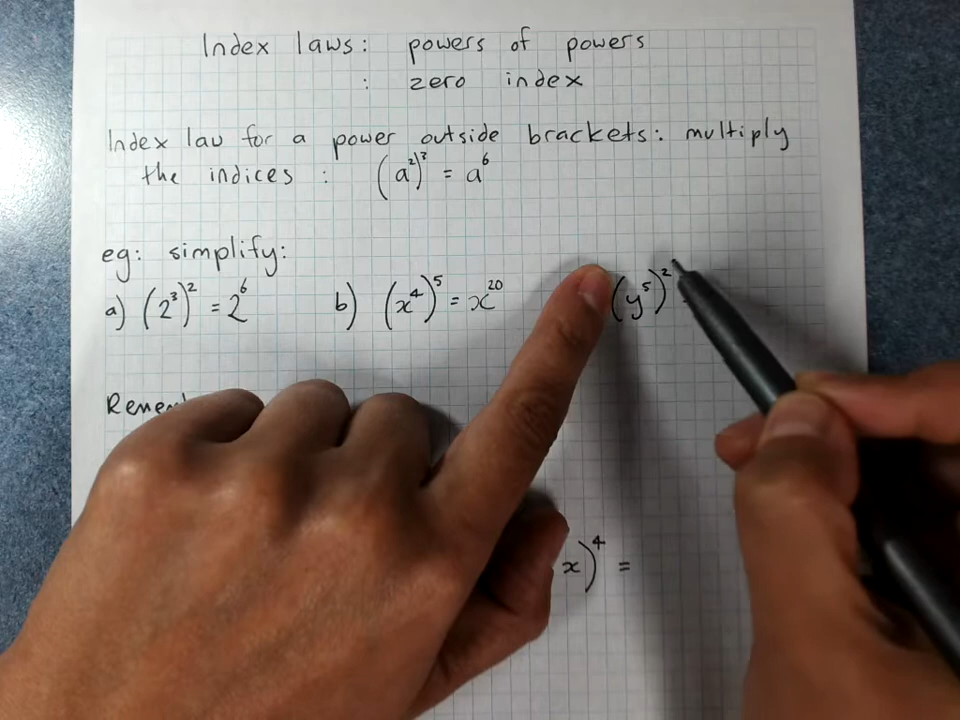 Index laws: powers of powers
: zero index
Index law for a power outside brackets: multiply
the indices : (a²)³ = a⁶
eg: simplify:
a) (2³)² = 2⁶ b) (x⁴)⁵ = x²⁰ (y⁵)²
x)⁴ =